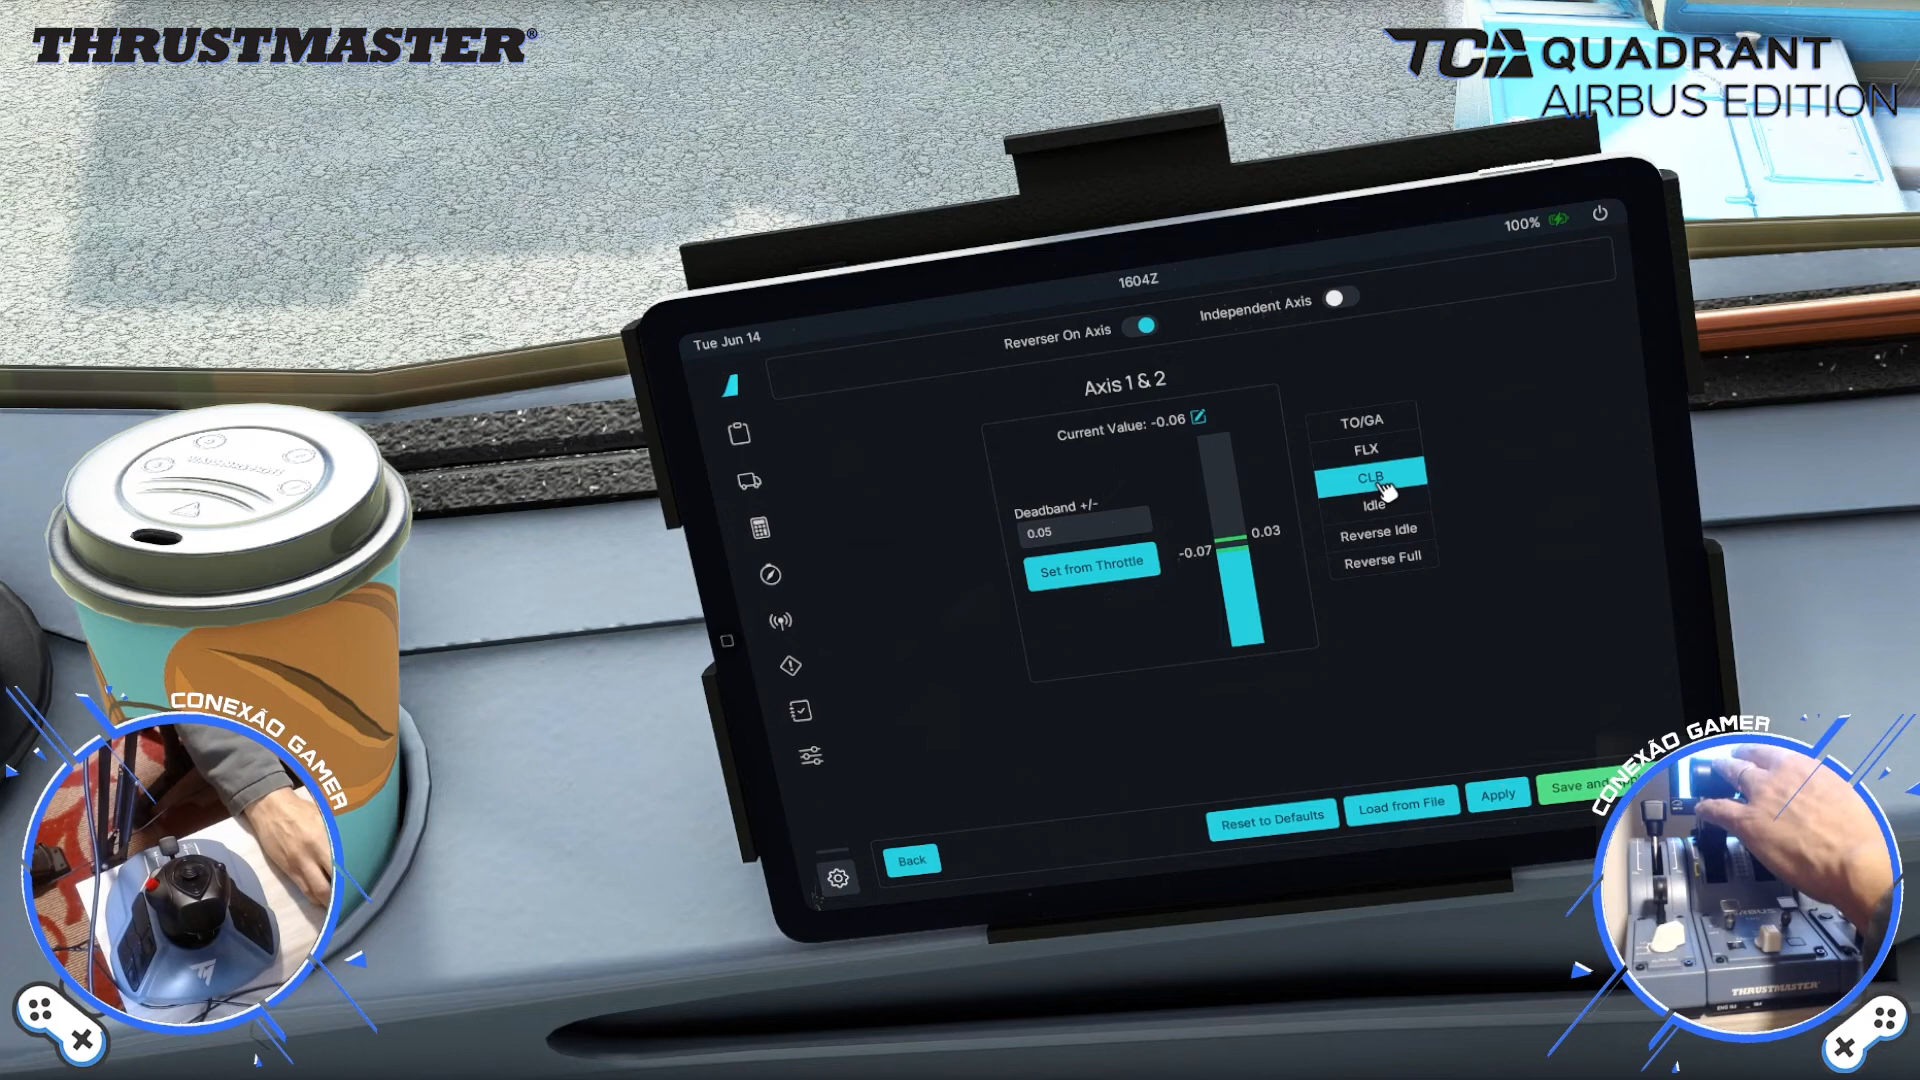 THRUSTMASTER®
TCA QUADRANT
AIRBUS EDITION
100%
1604Z
Tue Jun 14
Reverser On Axis
Independent Axis
Axis 1 & 2
Current Value: -0.06
Deadband +/-
0.05
Set from Throttle
-0.07
0.03
TO/GA
FLX
CLB
Idle
Reverse Idle
Reverse Full
Back
Reset to Defaults
Load from File
Apply
Save and
CONEXÃO GAMER
CONEXÃO GAMER
THRUSTMASTER